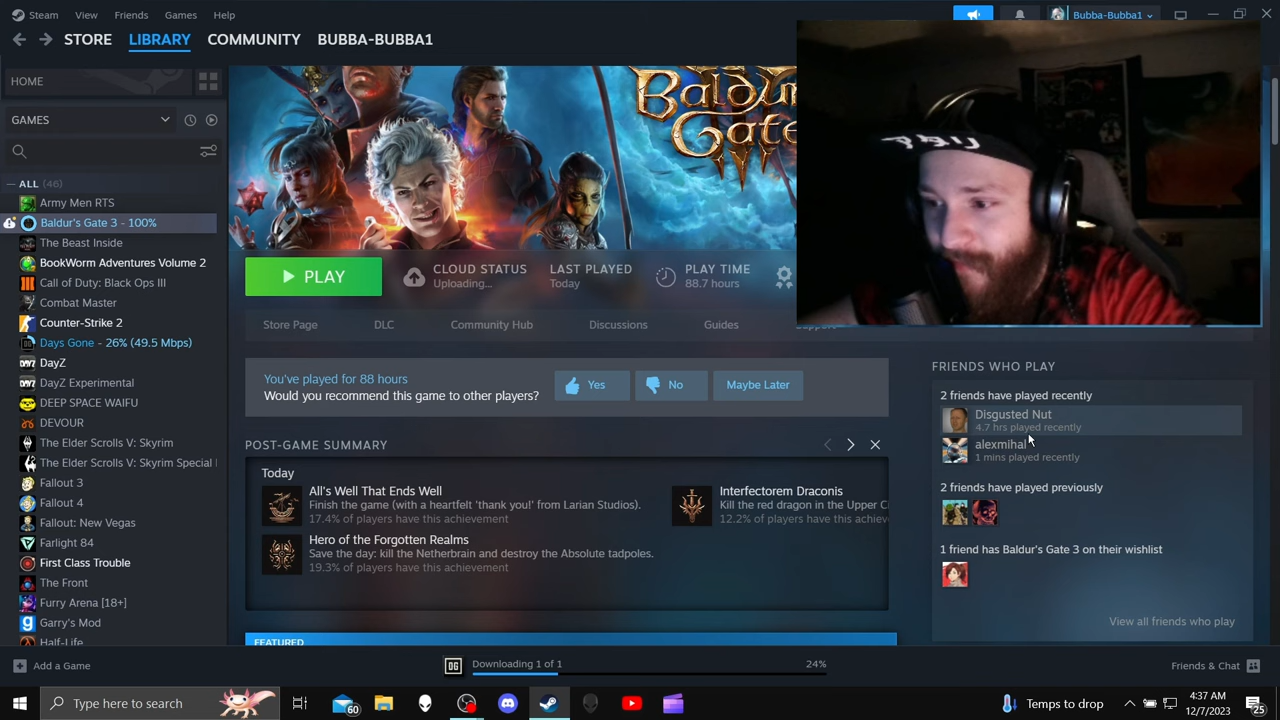 Steam View Friends Games Help
Bubba-Bubba1
STORE LIBRARY COMMUNITY BUBBA-BUBBA1
HOME
GAMES
ALL (46)
Army Men RTS
Baldur's Gate 3 - 100%
The Beast Inside
BookWorm Adventures Volume 2
Call of Duty: Black Ops III
Combat Master
Counter-Strike 2
Days Gone - 26% (49.5 Mbps)
DayZ
DayZ Experimental
DEEP SPACE WAIFU
DEVOUR
The Elder Scrolls V: Skyrim
The Elder Scrolls V: Skyrim Special
Fallout 3
Fallout 4
Fallout: New Vegas
Farlight 84
First Class Trouble
The Front
Furry Arena [18+]
Garry's Mod
Half-Life
Baldur
Gate
PLAY
CLOUD STATUS
Uploading...
LAST PLAYED
Today
PLAY TIME
88.7 hours
Store Page DLC Community Hub Discussions Guides
You've played for 88 hours
Would you recommend this game to other players?
Yes No Maybe Later
POST-GAME SUMMARY
Today
All's Well That Ends Well
Finish the game (with a heartfelt 'thank you!' from Larian Studios).
17.4% of players have this achievement
Interfectorem Draconis
Kill the red dragon in the Upper C
12.2% of players have this achiev
Hero of the Forgotten Realms
Save the day: kill the Netherbrain and destroy the Absolute tadpoles.
19.3% of players have this achievement
FEATURED
FRIENDS WHO PLAY
2 friends have played recently
Disgusted Nut
4.7 hrs played recently
alexmihal
1 mins played recently
2 friends have played previously
1 friend has Baldur's Gate 3 on their wishlist
View all friends who play
Add a Game
DG
Downloading 1 of 1 24%
Friends & Chat
Type here to search
60
Temps to drop
4:37 AM
12/7/2023
25